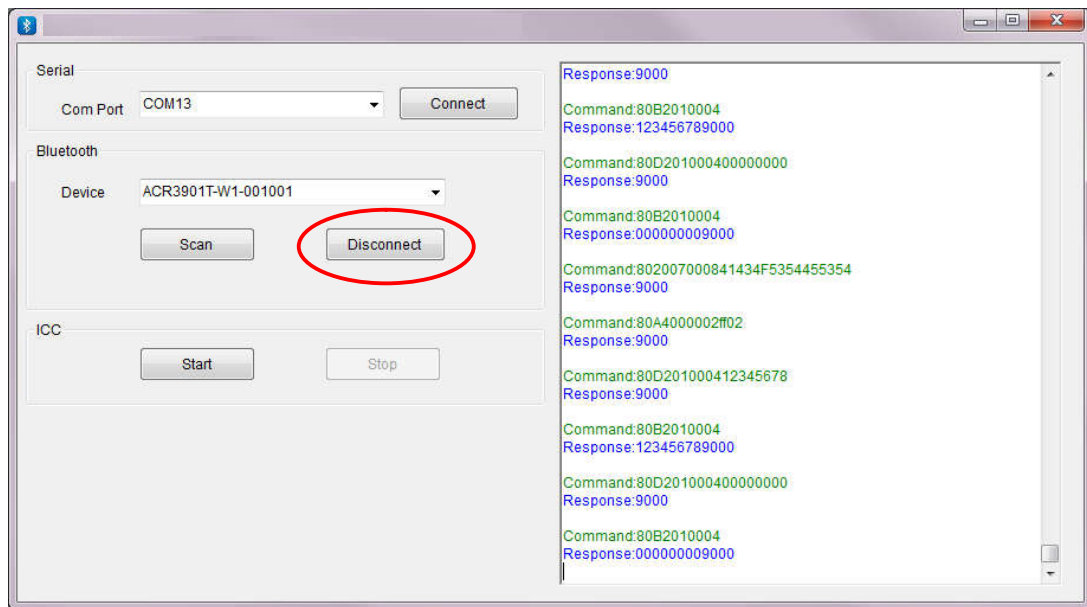 Serial
Com Port COM13 Connect
Bluetooth
Device ACR3901T-W1-001001
Scan Disconnect
ICC
Start Stop
Response:9000
Command:80B2010004
Response:123456789000
Command:80D201000400000000
Response:9000
Command:80B2010004
Response:000000009000
Command:802007000841434F5354455354
Response:9000
Command:80A4000002ff02
Response:9000
Command:80D201000412345678
Response:9000
Command:80B2010004
Response:123456789000
Command:80D201000400000000
Response:9000
Command:80B2010004
Response:000000009000